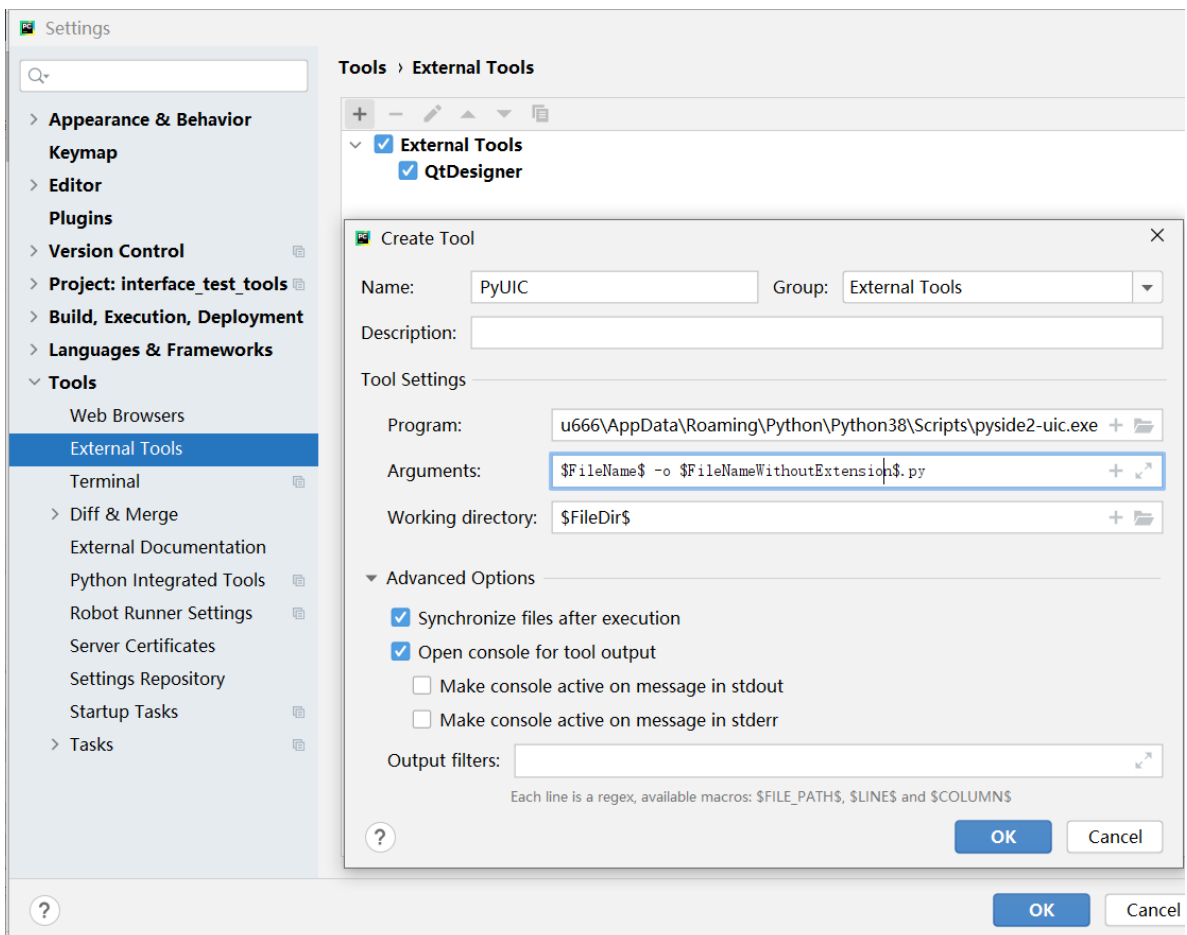 Settings
Tools › External Tools
Appearance & Behavior
Keymap
Editor
Plugins
Version Control
Project: interface_test_tools
Build, Execution, Deployment
Languages & Frameworks
Tools
Web Browsers
External Tools
Terminal
Diff & Merge
External Documentation
Python Integrated Tools
Robot Runner Settings
Server Certificates
Settings Repository
Startup Tasks
Tasks
External Tools
QtDesigner
Create Tool
Name: PyUIC Group: External Tools
Description:
Tool Settings
Program: u666\AppData\Roaming\Python\Python38\Scripts\pyside2-uic.exe
Arguments: $FileName$ -o $FileNameWithoutExtension$.py
Working directory: $FileDir$
Advanced Options
Synchronize files after execution
Open console for tool output
Make console active on message in stdout
Make console active on message in stderr
Output filters:
Each line is a regex, available macros: $FILE_PATH$, $LINE$ and $COLUMN$
? OK Cancel
? OK Cancel